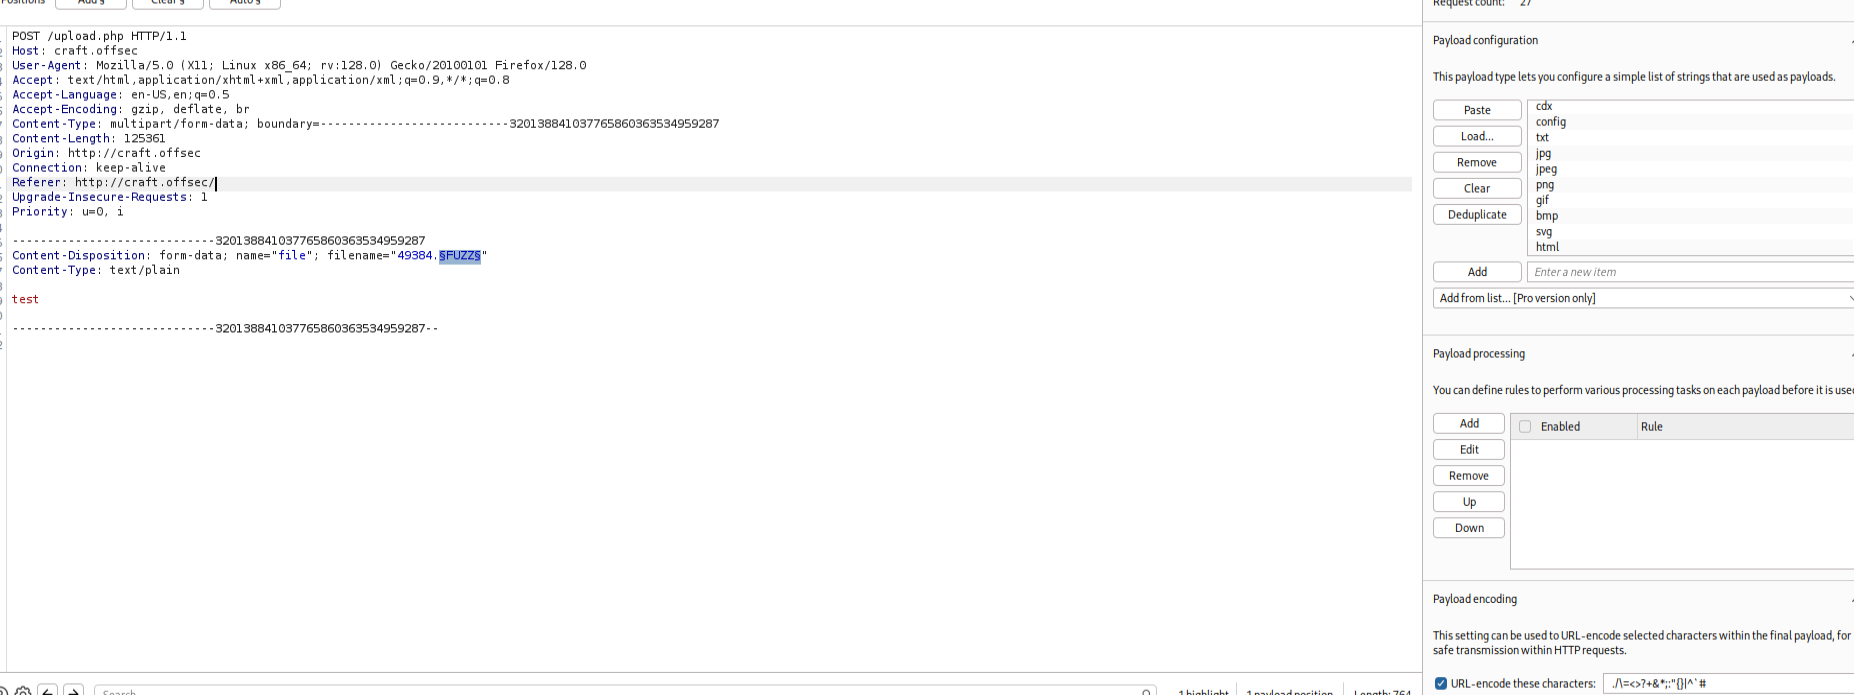 Positions Add § Clear § Auto §
POST /upload.php HTTP/1.1
Host: craft.offsec
User-Agent: Mozilla/5.0 (X11; Linux x86_64; rv:128.0) Gecko/20100101 Firefox/128.0
Accept: text/html,application/xhtml+xml,application/xml;q=0.9,*/*;q=0.8
Accept-Language: en-US,en;q=0.5
Accept-Encoding: gzip, deflate, br
Content-Type: multipart/form-data; boundary=---------------------------320138841037765860363534959287
Content-Length: 125361
Origin: http://craft.offsec
Connection: keep-alive
Referer: http://craft.offsec/
Upgrade-Insecure-Requests: 1
Priority: u=0, i
-----------------------------320138841037765860363534959287
Content-Disposition: form-data; name="file"; filename="49384.§FUZZ§"
Content-Type: text/plain
test
-----------------------------320138841037765860363534959287--
Search
1 highlight
1 payload position
Length: 764
Request count: 27
Payload configuration
This payload type lets you configure a simple list of strings that are used as payloads.
Paste
Load...
Remove
Clear
Deduplicate
cdx
config
txt
jpg
jpeg
png
gif
bmp
svg
html
Add
Enter a new item
Add from list... [Pro version only]
Payload processing
You can define rules to perform various processing tasks on each payload before it is used
Add
Edit
Remove
Up
Down
Enabled Rule
Payload encoding
This setting can be used to URL-encode selected characters within the final payload, for
safe transmission within HTTP requests.
URL-encode these characters: ./\=<>?+&*;:"{}|^`#